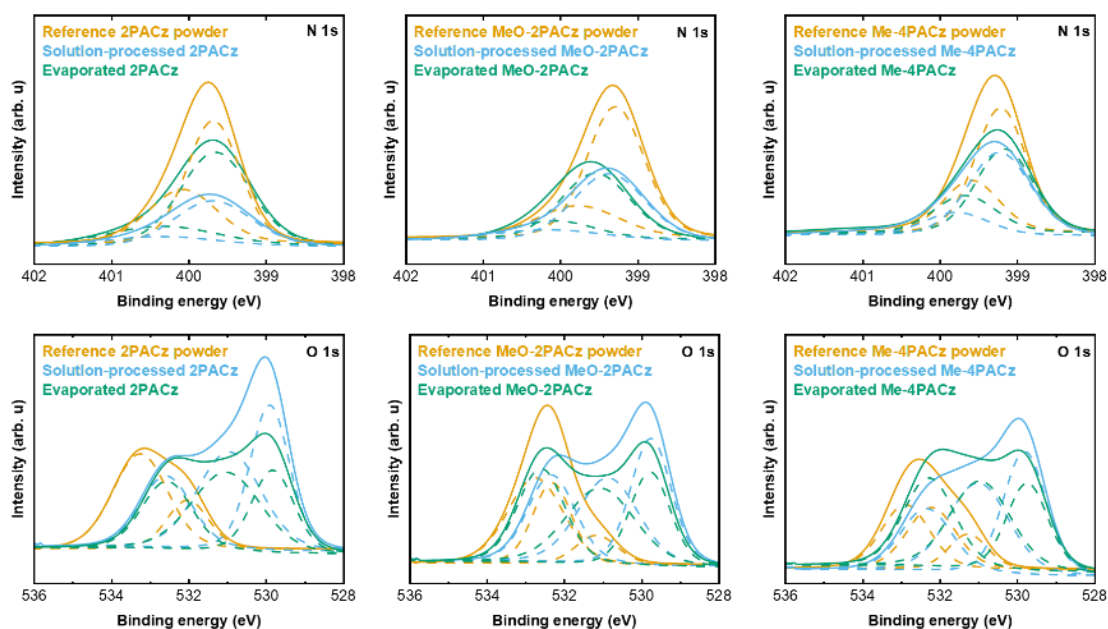 Reference 2PACz powder
N 1s
Solution-processed 2PACz
Evaporated 2PACz
Intensity (arb. u)
402 401 400 399 398
Binding energy (eV)
Reference MeO-2PACz powder
N 1s
Solution-processed MeO-2PACz
Evaporated MeO-2PACz
Intensity (arb. u)
402 401 400 399 398
Binding energy (eV)
Reference Me-4PACz powder
N 1s
Solution-processed Me-4PACz
Evaporated Me-4PACz
Intensity (arb. u)
402 401 400 399 398
Binding energy (eV)
Reference 2PACz powder
O 1s
Solution-processed 2PACz
Evaporated 2PACz
Intensity (arb. u)
536 534 532 530 528
Binding energy (eV)
Reference MeO-2PACz powder
O 1s
Solution-processed MeO-2PACz
Evaporated MeO-2PACz
Intensity (arb. u)
536 534 532 530 528
Binding energy (eV)
Reference Me-4PACz powder
O 1s
Solution-processed Me-4PACz
Evaporated Me-4PACz
Intensity (arb. u)
536 534 532 530 528
Binding energy (eV)